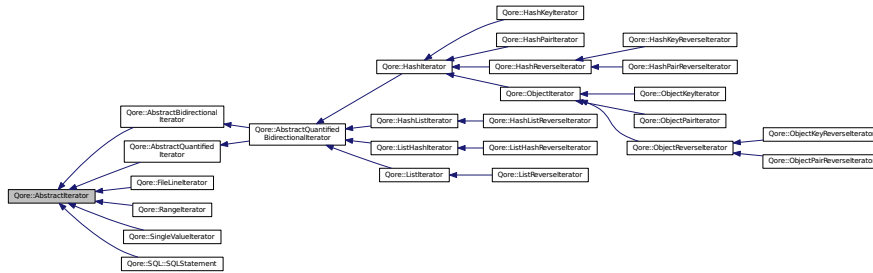 Qore::HashKeyIterator
Qore::HashPairIterator
Qore::HashKeyReverseIterator
Qore::HashIterator
Qore::HashReverseIterator
Qore::HashPairReverseIterator
Qore::ObjectIterator
Qore::ObjectKeyIterator
Qore::AbstractBidirectional
Iterator
Qore::HashListIterator
Qore::HashListReverseIterator
Qore::ObjectPairIterator
Qore::AbstractQuantified
BidirectionalIterator
Qore::ObjectKeyReverseIterator
Qore::AbstractQuantified
Iterator
Qore::ListHashIterator
Qore::ListHashReverseIterator
Qore::ObjectReverseIterator
Qore::ObjectPairReverseIterator
Qore::ListIterator
Qore::ListReverseIterator
Qore::FileLineIterator
Qore::AbstractIterator
Qore::RangeIterator
Qore::SingleValueIterator
Qore::SQL::SQLStatement